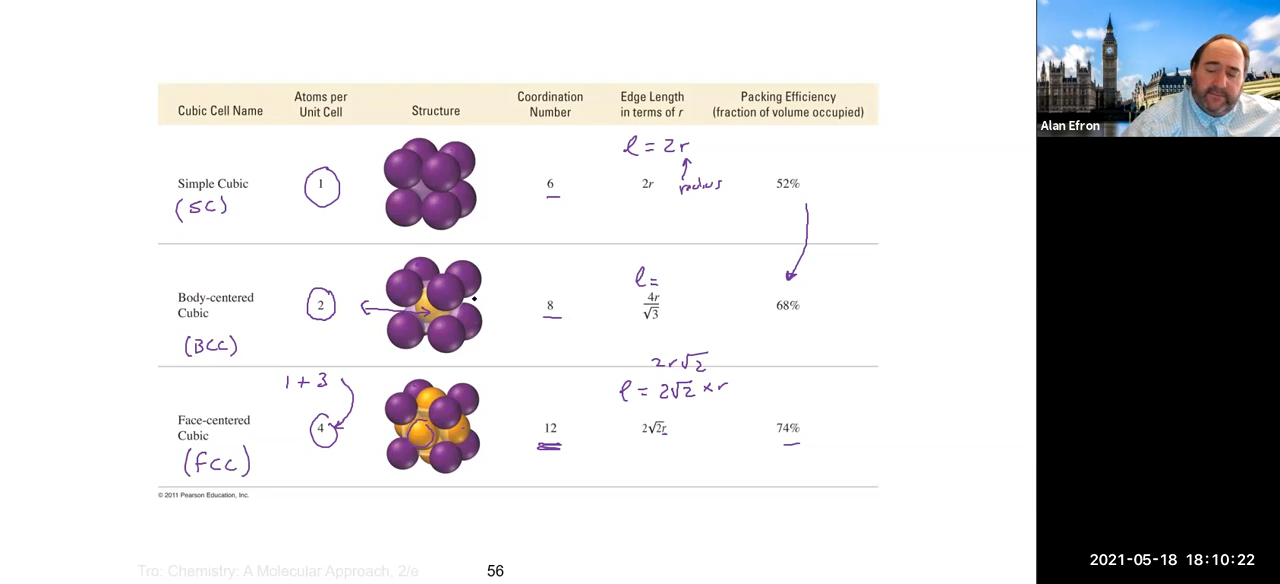 Cubic Cell Name
Atoms per
Unit Cell
Structure
Coordination
Number
Edge Length
in terms of r
Packing Efficiency
(fraction of volume occupied)
l = 2r
radius
Simple Cubic
(SC)
1
6
2r
52%
l =
Body-centered
Cubic
(BCC)
2
8
4r
√3
68%
2r√2
1 + 3
l = 2√2 × r
Face-centered
Cubic
(FCC)
4
12
2√2r
74%
© 2011 Pearson Education, Inc.
Tro: Chemistry: A Molecular Approach, 2/e
56
Alan Efron
2021-05-18 18:10:22